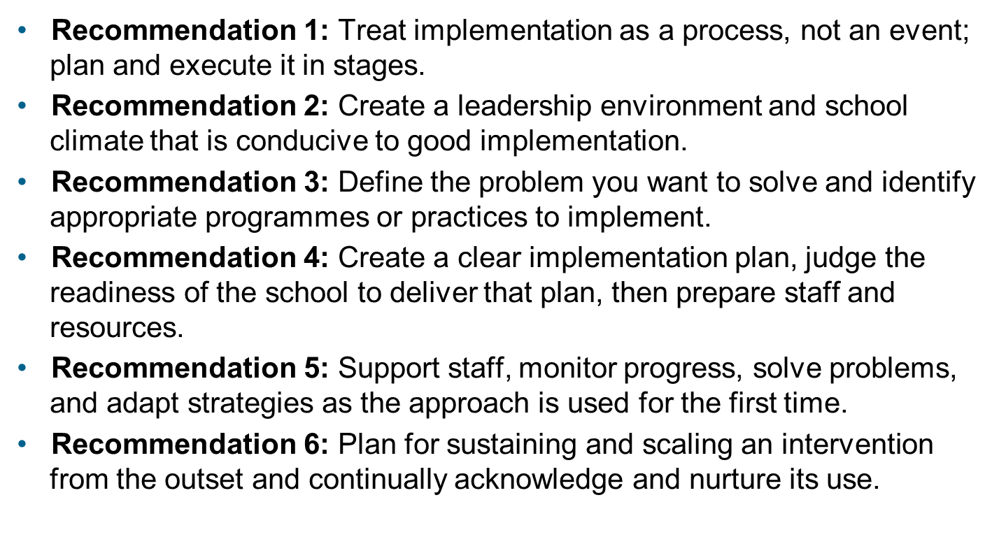 • Recommendation 1: Treat implementation as a process, not an event;
plan and execute it in stages.
• Recommendation 2: Create a leadership environment and school
climate that is conducive to good implementation.
• Recommendation 3: Define the problem you want to solve and identify
appropriate programmes or practices to implement.
• Recommendation 4: Create a clear implementation plan, judge the
readiness of the school to deliver that plan, then prepare staff and
resources.
• Recommendation 5: Support staff, monitor progress, solve problems,
and adapt strategies as the approach is used for the first time.
• Recommendation 6: Plan for sustaining and scaling an intervention
from the outset and continually acknowledge and nurture its use.